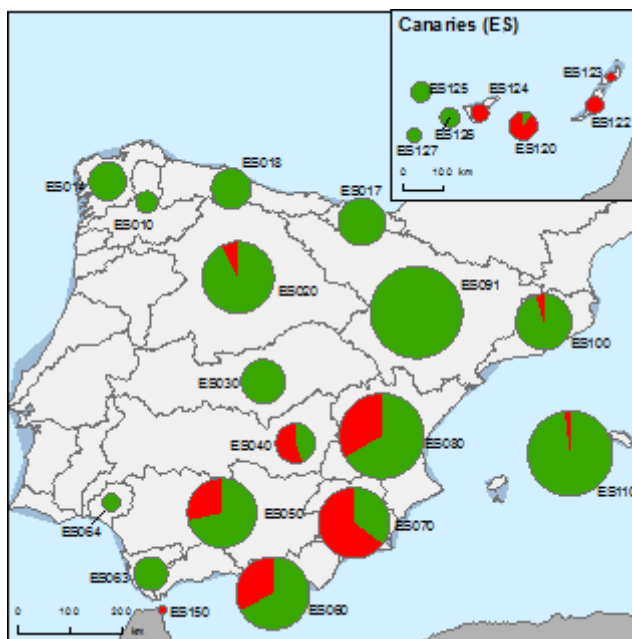 Canaries (ES)
ES123
ES125
ES124
ES122
ES126
ES127
ES120
0 100 km
ES018
ES014
ES017
ES010
ES020
ES091
ES100
ES030
ES040
ES080
ES110
ES050
ES070
ES064
ES063
ES060
ES150
0 100 200
km